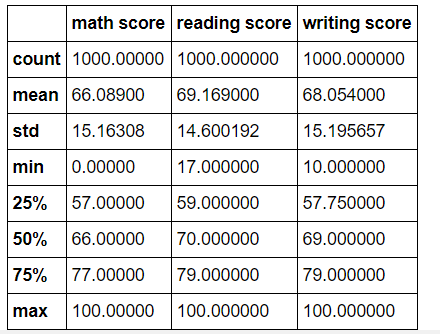 math score reading score writing score
count 1000.00000 1000.000000 1000.000000
mean 66.08900 69.169000 68.054000
std 15.16308 14.600192 15.195657
min 0.00000 17.000000 10.000000
25% 57.00000 59.000000 57.750000
50% 66.00000 70.000000 69.000000
75% 77.00000 79.000000 79.000000
max 100.00000 100.000000 100.000000